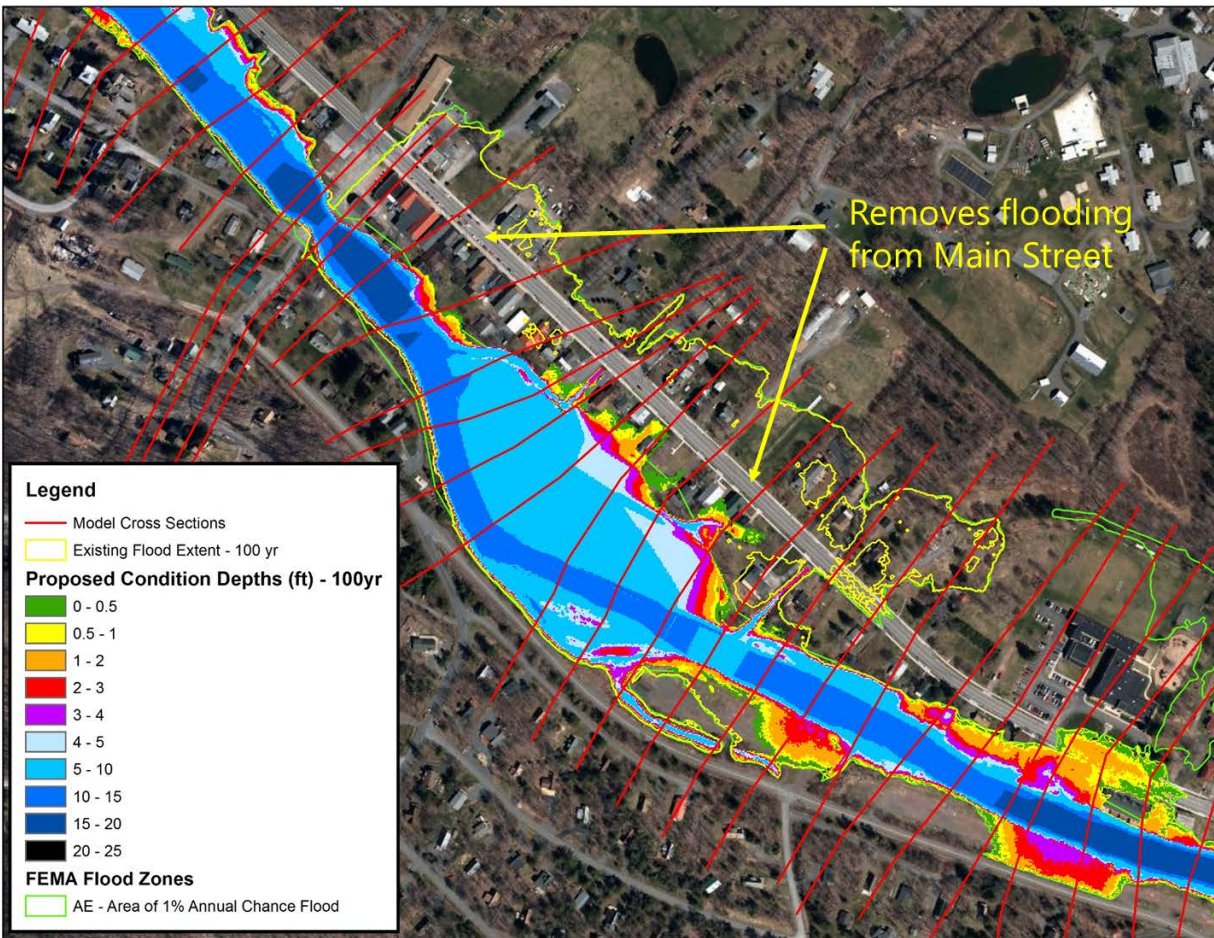 Removes flooding
from Main Street
Legend
Model Cross Sections
Existing Flood Extent - 100 yr
Proposed Condition Depths (ft) - 100yr
0 - 0.5
0.5 - 1
1 - 2
2 - 3
3 - 4
4 - 5
5 - 10
10 - 15
15 - 20
20 - 25
FEMA Flood Zones
AE - Area of 1% Annual Chance Flood